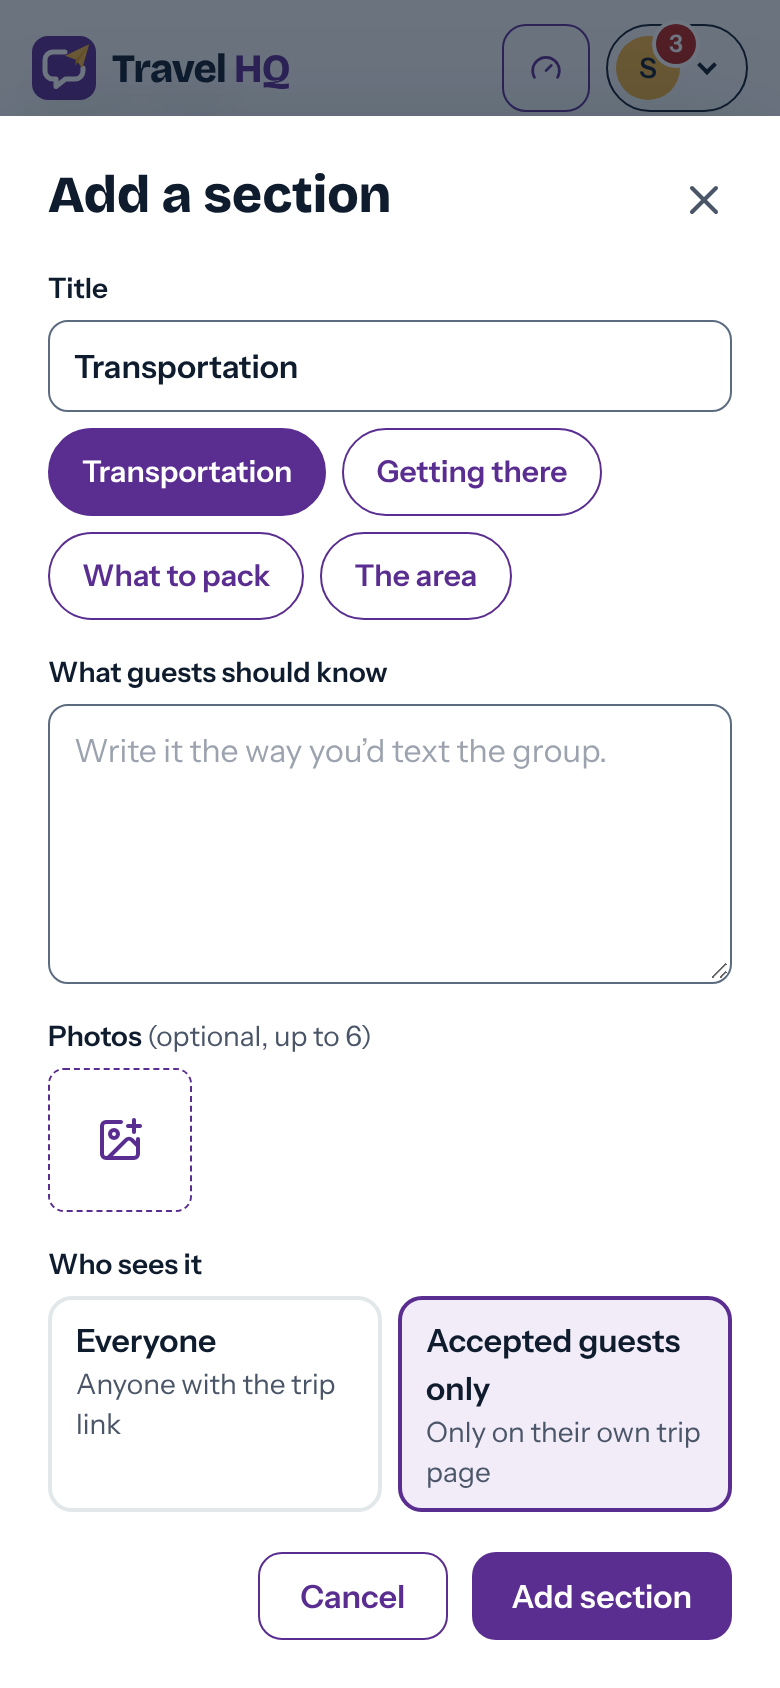 Travel HQ
S
3
Add a section
Title
Transportation
Transportation
Getting there
What to pack
The area
What guests should know
Write it the way you’d text the group.
Photos (optional, up to 6)
Who sees it
Everyone
Anyone with the trip
link
Accepted guests
only
Only on their own trip
page
Cancel
Add section